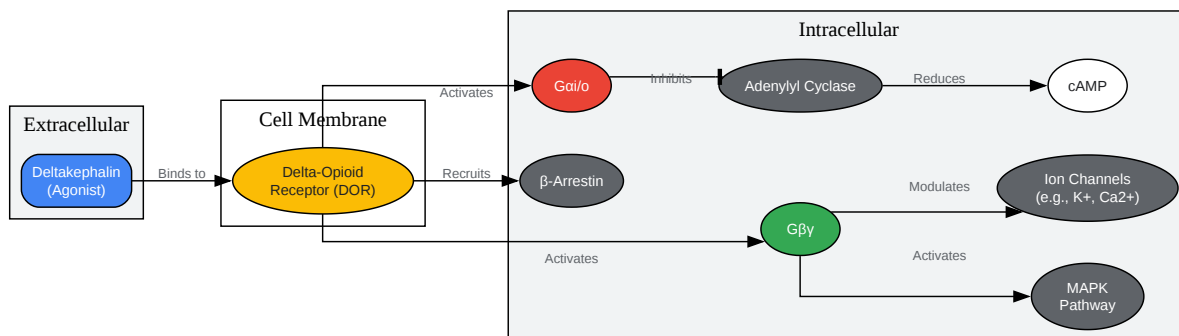 Intracellular
Extracellular
Cell Membrane
Deltakephalin
(Agonist)
Binds to
Delta-Opioid
Receptor (DOR)
Activates
Gαi/o
Inhibits
Adenylyl Cyclase
Reduces
cAMP
Recruits
β-Arrestin
Activates
Gβγ
Modulates
Ion Channels
(e.g., K+, Ca2+)
Activates
MAPK
Pathway